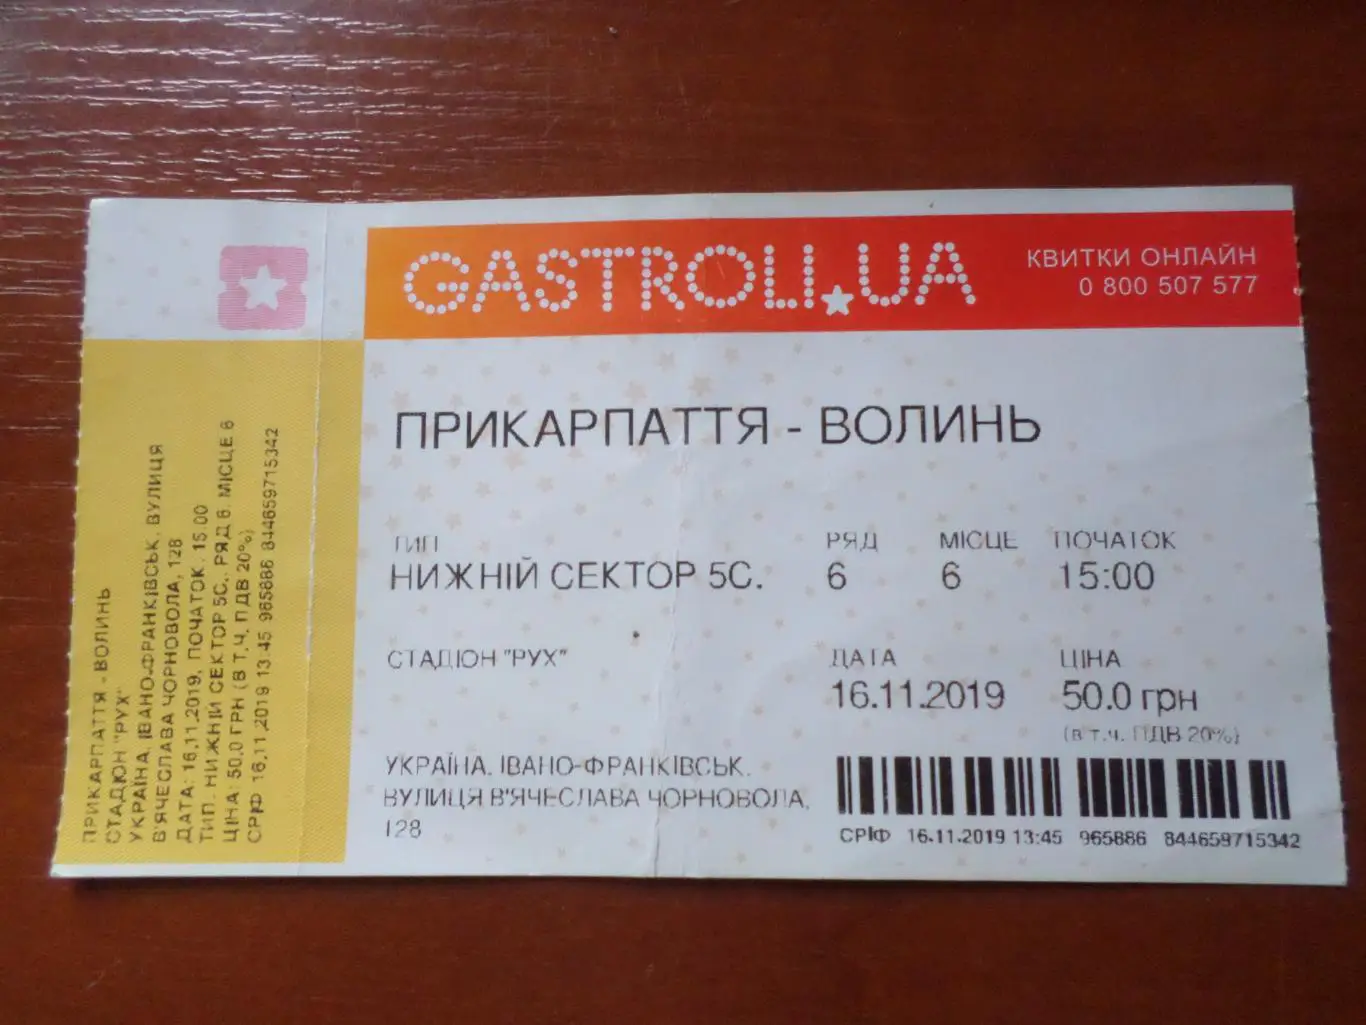 GASTROLI.UA
КВИТКИ ОНЛАЙН
0 800 507 577
ПРИКАРПАТТЯ - ВОЛИНЬ
ТИП РЯД МІСЦЕ ПОЧАТОК
НИЖНІЙ СЕКТОР 5С. 6 6 15:00
СТАДІОН "РУХ" ДАТА ЦІНА
16.11.2019 50.0 грн
(в т.ч. ПДВ 20%)
УКРАЇНА. ІВАНО-ФРАНКІВСЬК.
ВУЛИЦЯ В'ЯЧЕСЛАВА ЧОРНОВОЛА,
128
СРІФ 16.11.2019 13:45 965886 844659715342
ПРИКАРПАТТЯ - ВОЛИНЬ
СТАДІОН "РУХ"
УКРАЇНА. ІВАНО-ФРАНКІВСЬК. ВУЛИЦЯ
В'ЯЧЕСЛАВА ЧОРНОВОЛА, 128
ДАТА: 16.11.2019, ПОЧАТОК: 15:00
ТИП: НИЖНІЙ СЕКТОР 5С,. РЯД 6. МІСЦЕ 6
ЦІНА: 50.0 ГРН (В Т.Ч. ПДВ 20%)
СРІФ 16.11.2019 13:45 965886 844659715342